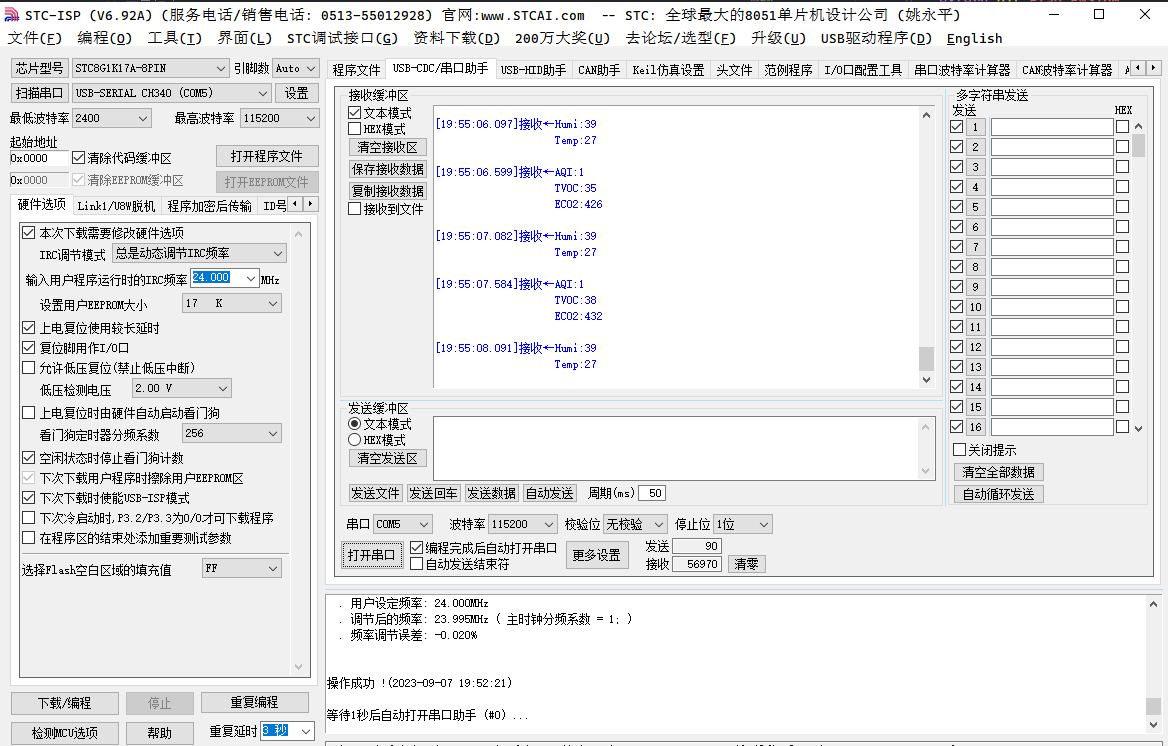 STC-ISP (V6.92A) (服务电话/销售电话: 0513-55012928) 官网:www.STCAI.com -- STC: 全球最大的8051单片机设计公司 (姚永平)
文件(F) 编程(O) 工具(T) 界面(L) STC调试接口(G) 资料下载(D) 200万大奖(U) 去论坛/选型(F) 升级(U) USB驱动程序(D) English
芯片型号 STC8G1K17A-8PIN 引脚数 Auto
扫描串口 USB-SERIAL CH340 (COM5) 设置
最低波特率 2400 最高波特率 115200
起始地址
0x0000 清除代码缓冲区 打开程序文件
0x0000 清除EEPROM缓冲区 打开EEPROM文件
硬件选项 Link1/U8W脱机 程序加密后传输 ID号
本次下载需要修改硬件选项
IRC调节模式 总是动态调节IRC频率
输入用户程序运行时的IRC频率 24.000 MHz
设置用户EEPROM大小 17 K
上电复位使用较长延时
复位脚用作I/O口
允许低压复位(禁止低压中断)
低压检测电压 2.00 V
上电复位时由硬件自动启动看门狗
看门狗定时器分频系数 256
空闲状态时停止看门狗计数
下次下载用户程序时擦除用户EEPROM区
下次下载时使能USB-ISP模式
下次冷启动时,P3.2/P3.3为0/0才可下载程序
在程序区的结束处添加重要测试参数
选择Flash空白区域的填充值 FF
下载/编程 停止 重复编程
检测MCU选项 帮助 重复延时 3 秒
程序文件 USB-CDC/串口助手 USB-HID助手 CAN助手 Keil仿真设置 头文件 范例程序 I/O口配置工具 串口波特率计算器 CAN波特率计算器
接收缓冲区
文本模式
HEX模式
清空接收区
保存接收数据
复制接收数据
接收到文件
[19:55:06.097]接收←Humi:39
Temp:27
[19:55:06.599]接收←AQI:1
TVOC:35
ECO2:426
[19:55:07.082]接收←Humi:39
Temp:27
[19:55:07.584]接收←AQI:1
TVOC:38
ECO2:432
[19:55:08.091]接收←Humi:39
Temp:27
发送缓冲区
文本模式
HEX模式
清空发送区
发送文件 发送回车 发送数据 自动发送 周期(ms) 50
串口 COM5 波特率 115200 校验位 无校验 停止位 1位
打开串口 编程完成后自动打开串口
自动发送结束符
更多设置
发送 90
接收 56970 清零
多字符串发送
发送 HEX
1
2
3
4
5
6
7
8
9
10
11
12
13
14
15
16
关闭提示
清空全部数据
自动循环发送
. 用户设定频率: 24.000MHz
. 调节后的频率: 23.995MHz ( 主时钟分频系数 = 1; )
. 频率调节误差: -0.020%
操作成功 !(2023-09-07 19:52:21)
等待1秒后自动打开串口助手 (#0) ...